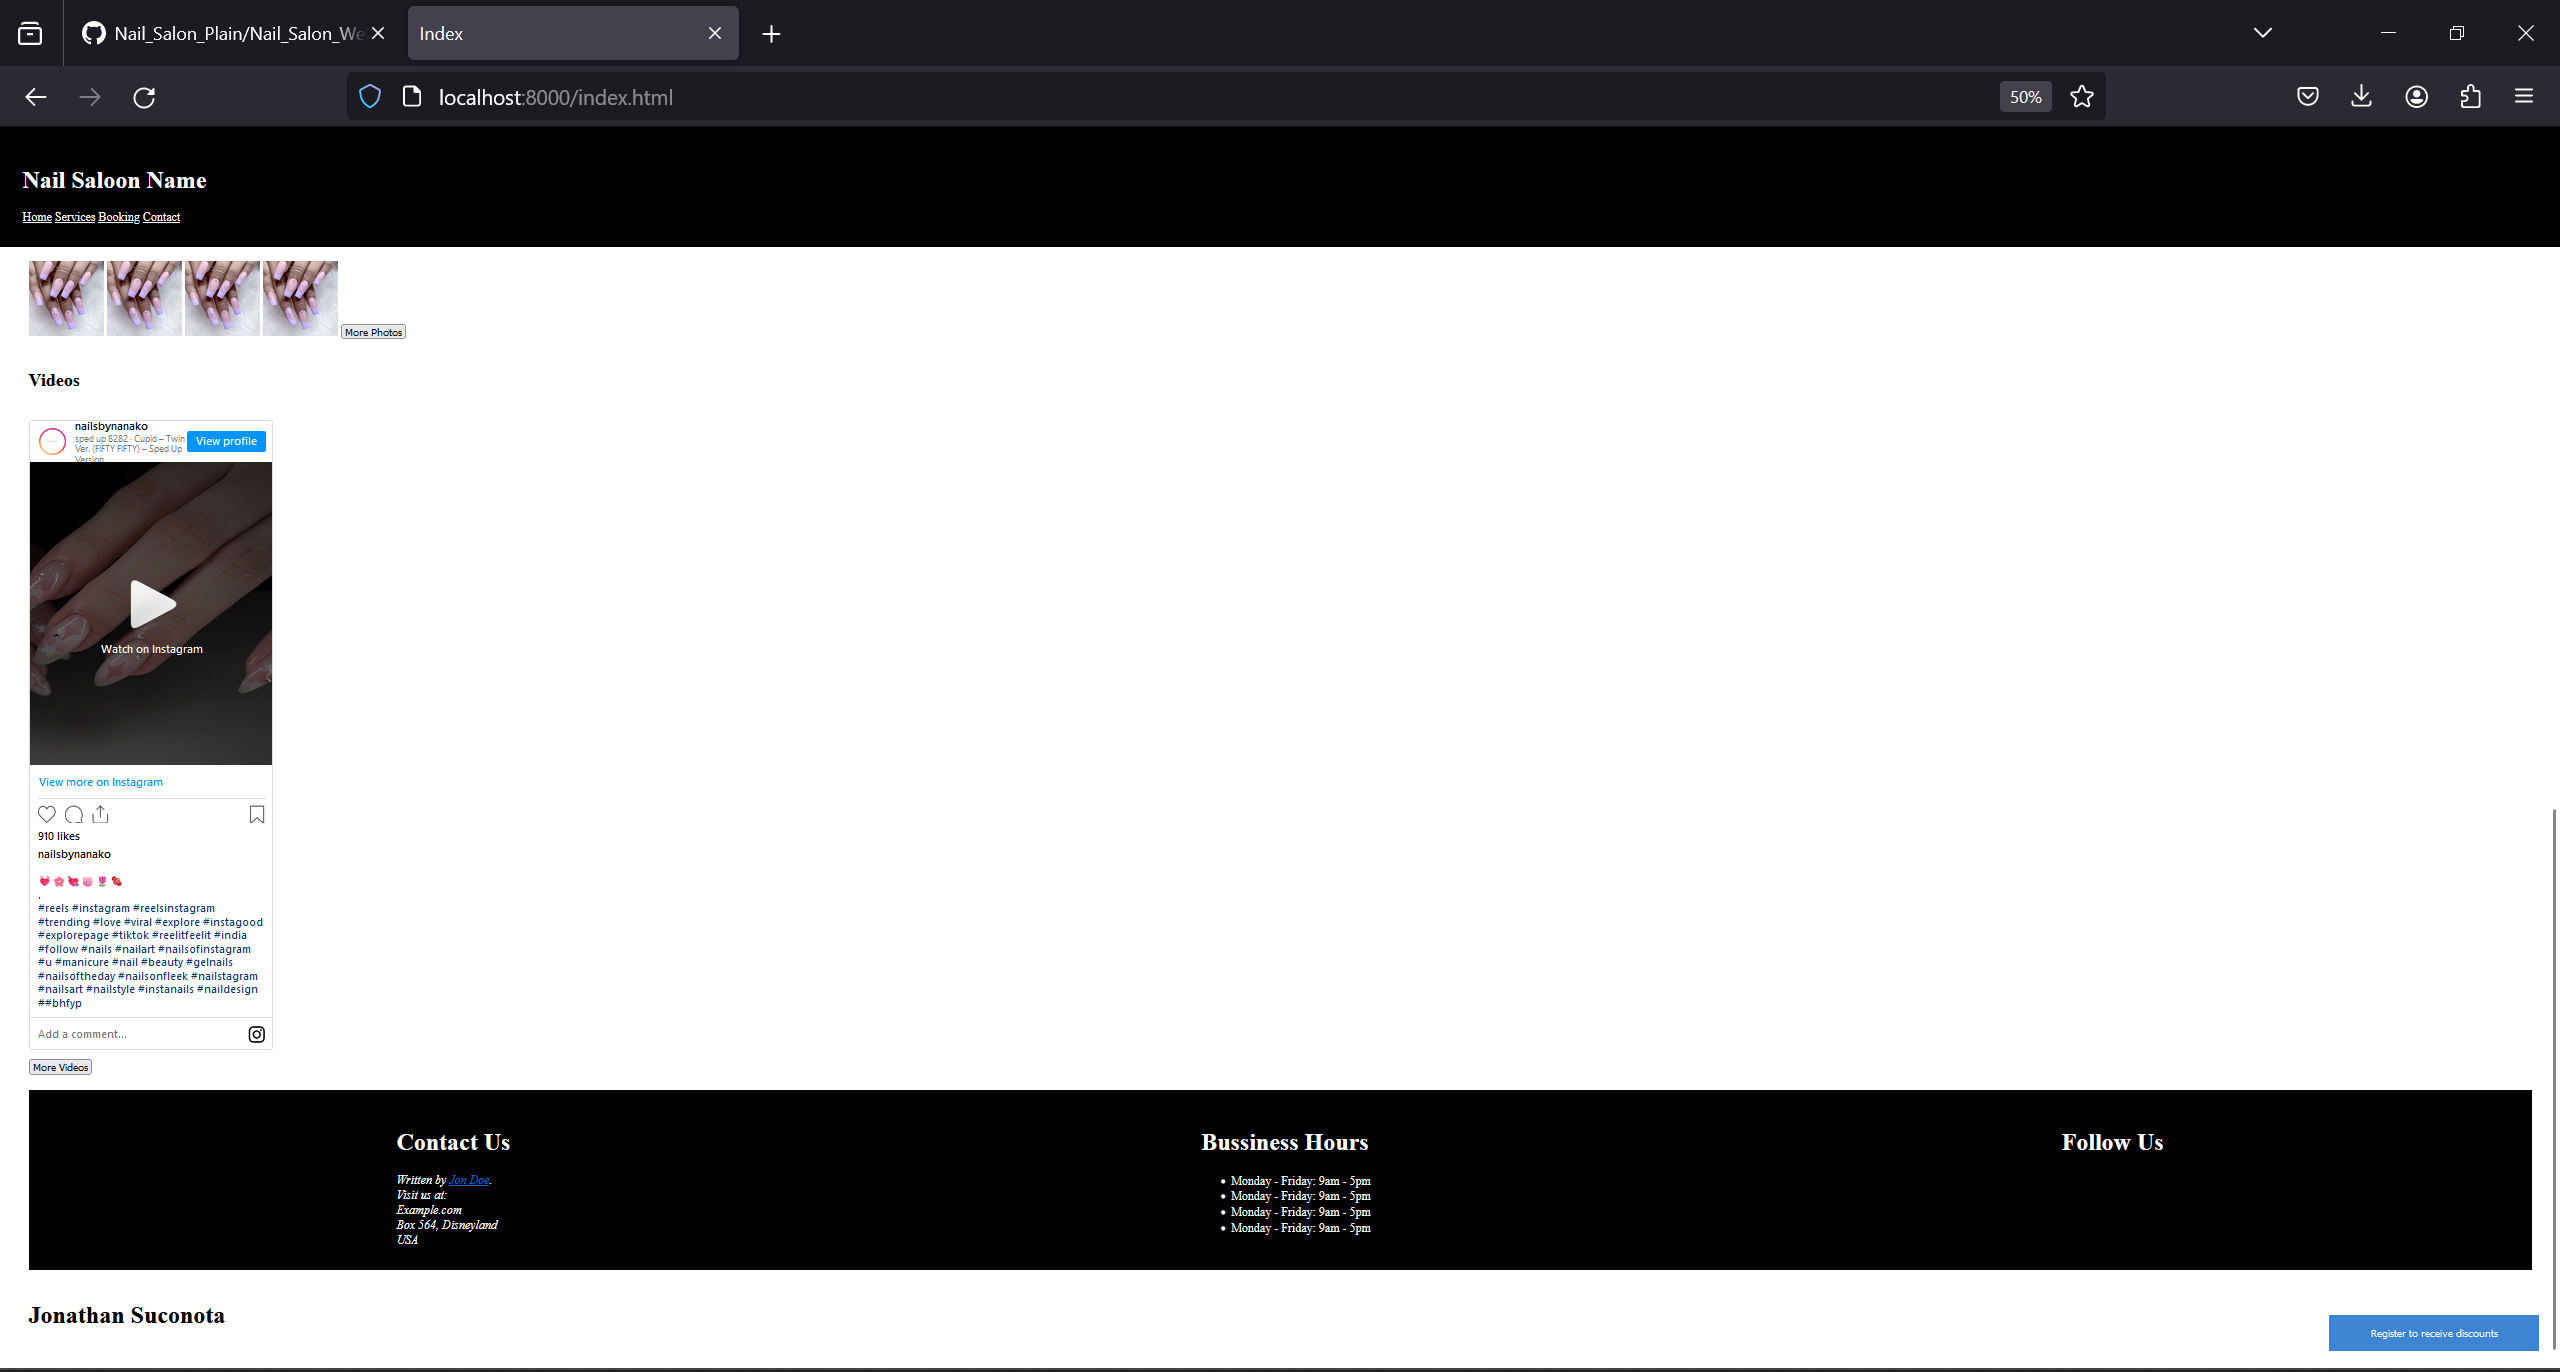 Nail_Salon_Plain/Nail_Salon_We
Index
localhost:8000/index.html
50%
Nail Saloon Name
Home Services Booking Contact
More Photos
Videos
nailsbynanako
sped up 8282 · Cupid – Twin
Ver. (FIFTY FIFTY) – Sped Up
Version
View profile
Watch on Instagram
View more on Instagram
910 likes
nailsbynanako
.
#reels #instagram #reelsinstagram
#trending #love #viral #explore #instagood
#explorepage #tiktok #reelitfeelit #india
#follow #nails #nailart #nailsofinstagram
#u #manicure #nail #beauty #gelnails
#nailsoftheday #nailsonfleek #nailstagram
#nailsart #nailstyle #instanails #naildesign
##bhfyp
Add a comment...
More Videos
Contact Us
Written by Jon Doe.
Visit us at:
Example.com
Box 564, Disneyland
USA
Bussiness Hours
Monday - Friday: 9am - 5pm
Monday - Friday: 9am - 5pm
Monday - Friday: 9am - 5pm
Monday - Friday: 9am - 5pm
Follow Us
Jonathan Suconota
Register to receive discounts